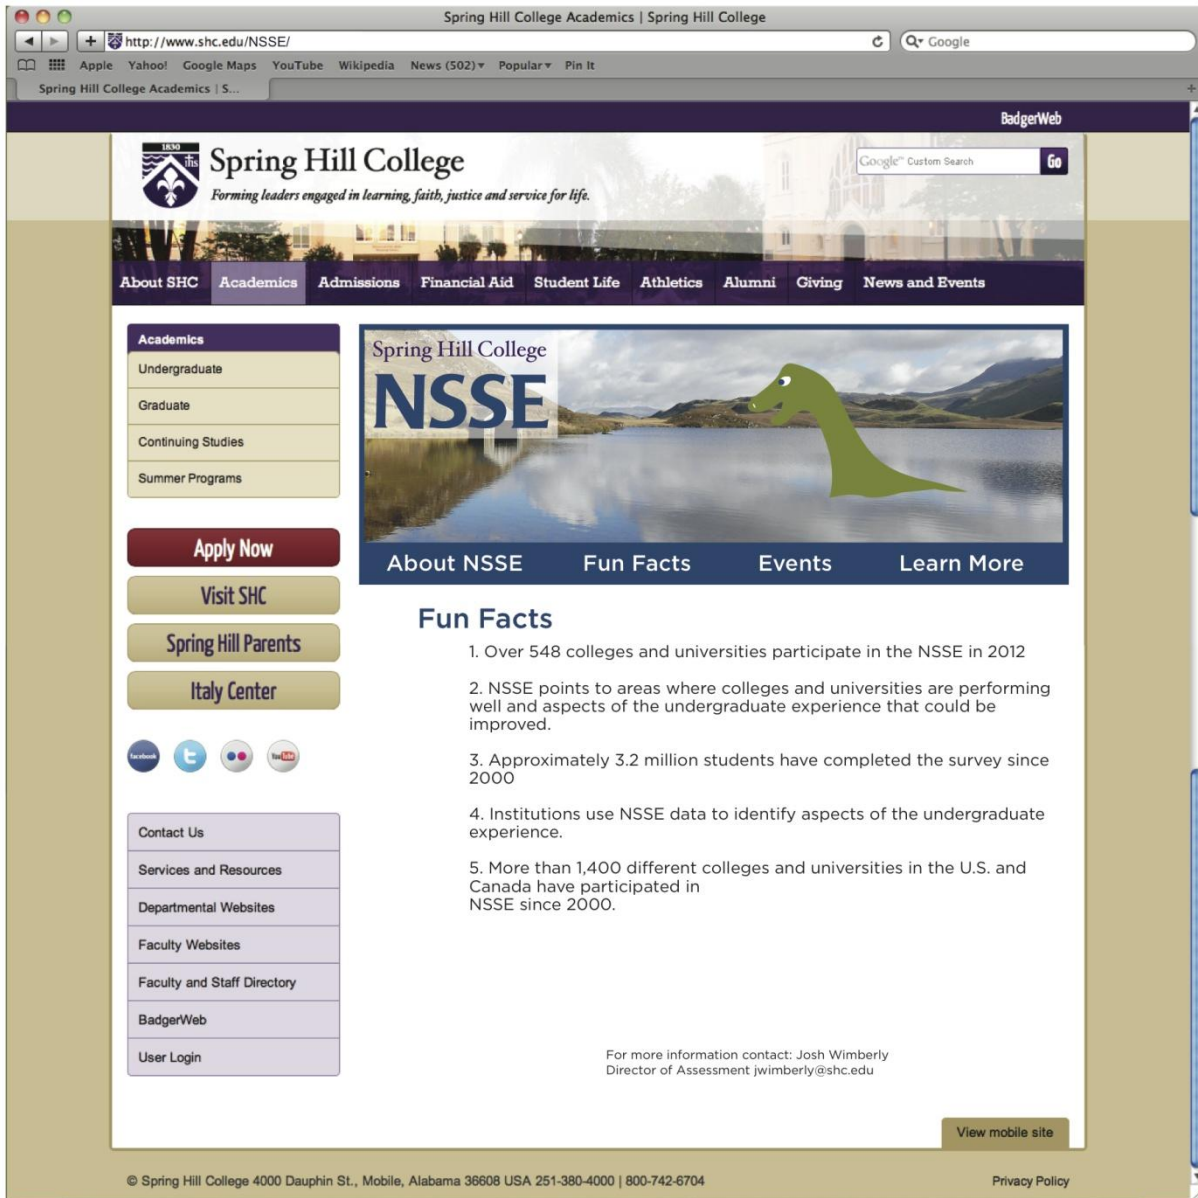 Spring Hill College Academics | Spring Hill College
http://www.shc.edu/NSSE/
Google
Apple Yahoo! Google Maps YouTube Wikipedia News (502) Popular Pin It
Spring Hill College Academics | S...
BadgerWeb
1830
ihs
Spring Hill College
Forming leaders engaged in learning, faith, justice and service for life.
Google™ Custom Search
Go
About SHC Academics Admissions Financial Aid Student Life Athletics Alumni Giving News and Events
Academics
Undergraduate
Graduate
Continuing Studies
Summer Programs
Apply Now
Visit SHC
Spring Hill Parents
Italy Center
facebook
t
You Tube
Contact Us
Services and Resources
Departmental Websites
Faculty Websites
Faculty and Staff Directory
BadgerWeb
User Login
Spring Hill College
NSSE
About NSSE Fun Facts Events Learn More
Fun Facts
1. Over 548 colleges and universities participate in the NSSE in 2012
2. NSSE points to areas where colleges and universities are performing
well and aspects of the undergraduate experience that could be
improved.
3. Approximately 3.2 million students have completed the survey since
2000
4. Institutions use NSSE data to identify aspects of the undergraduate
experience.
5. More than 1,400 different colleges and universities in the U.S. and
Canada have participated in
NSSE since 2000.
For more information contact: Josh Wimberly
Director of Assessment jwimberly@shc.edu
View mobile site
© Spring Hill College 4000 Dauphin St., Mobile, Alabama 36608 USA 251-380-4000 | 800-742-6704
Privacy Policy